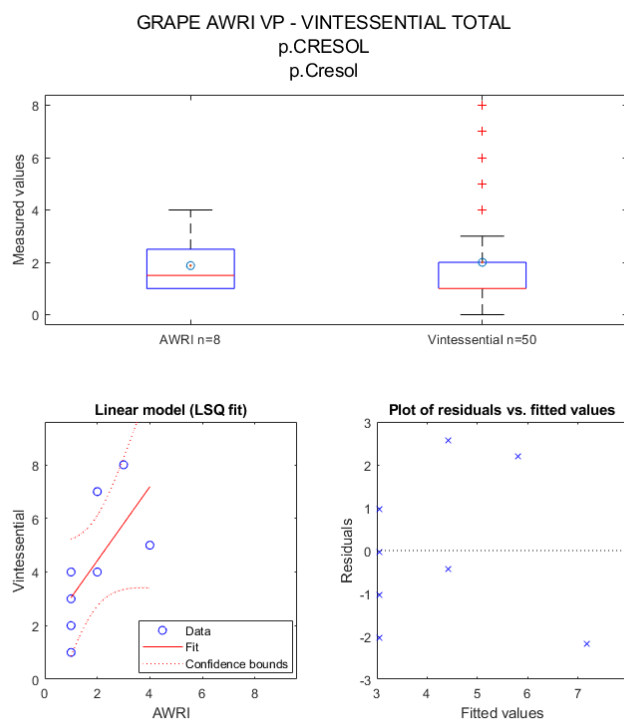 GRAPE AWRI VP - VINTESSENTIAL TOTAL
p.CRESOL
p.Cresol
8
6
4
2
0
Measured values
AWRI n=8
Vintessential n=50
Linear model (LSQ fit)
8
6
4
2
0
Vintessential
Data
Fit
Confidence bounds
0 2 4 6 8
AWRI
Plot of residuals vs. fitted values
3
2
1
0
-1
-2
-3
Residuals
3 4 5 6 7
Fitted values